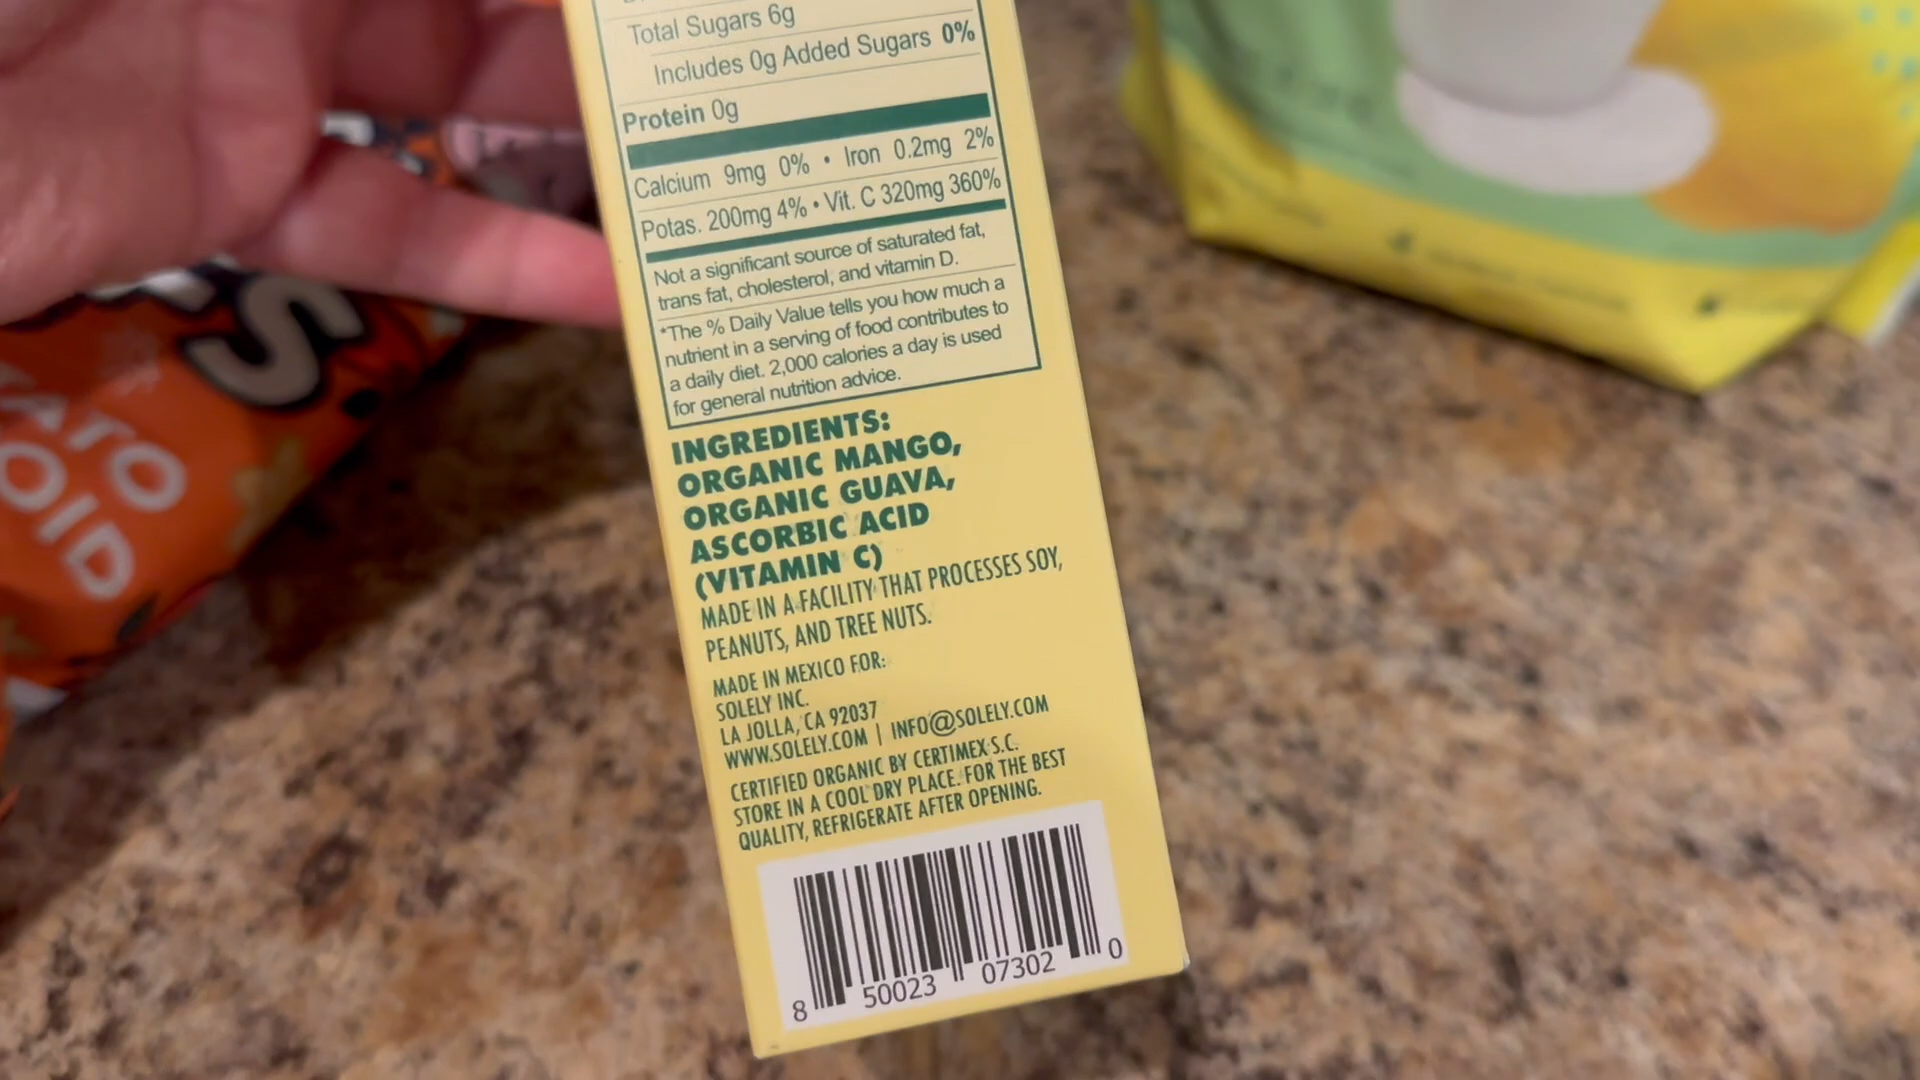 Total Sugars 6g
Includes 0g Added Sugars 0%
Protein 0g
Calcium 9mg 0% • Iron 0.2mg 2%
Potas. 200mg 4% • Vit. C 320mg 360%
Not a significant source of saturated fat,
trans fat, cholesterol, and vitamin D.
*The % Daily Value tells you how much a
nutrient in a serving of food contributes to
a daily diet. 2,000 calories a day is used
for general nutrition advice.
INGREDIENTS:
ORGANIC MANGO,
ORGANIC GUAVA,
ASCORBIC ACID
(VITAMIN C)
MADE IN A FACILITY THAT PROCESSES SOY,
PEANUTS, AND TREE NUTS.
MADE IN MEXICO FOR:
SOLELY INC.
LA JOLLA, CA 92037
WWW.SOLELY.COM | INFO@SOLELY.COM
CERTIFIED ORGANIC BY CERTIMEX S.C.
STORE IN A COOL DRY PLACE. FOR THE BEST
QUALITY, REFRIGERATE AFTER OPENING.
8 50023 07302 0